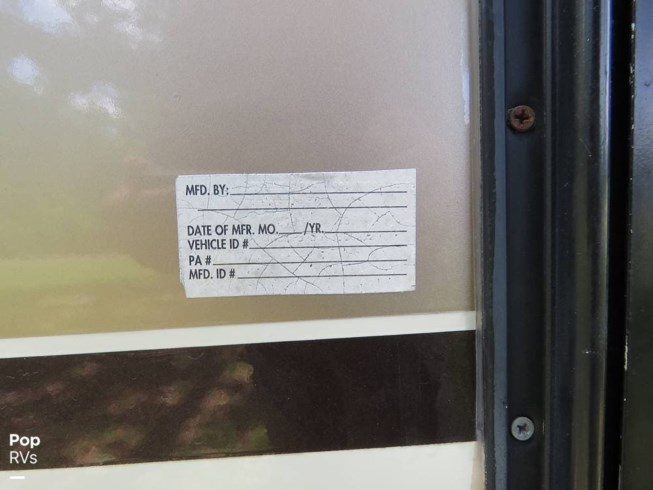 MFD. BY:
DATE OF MFR. MO. /YR.
VEHICLE ID #
PA #
MFD. ID #
Pop
RVs